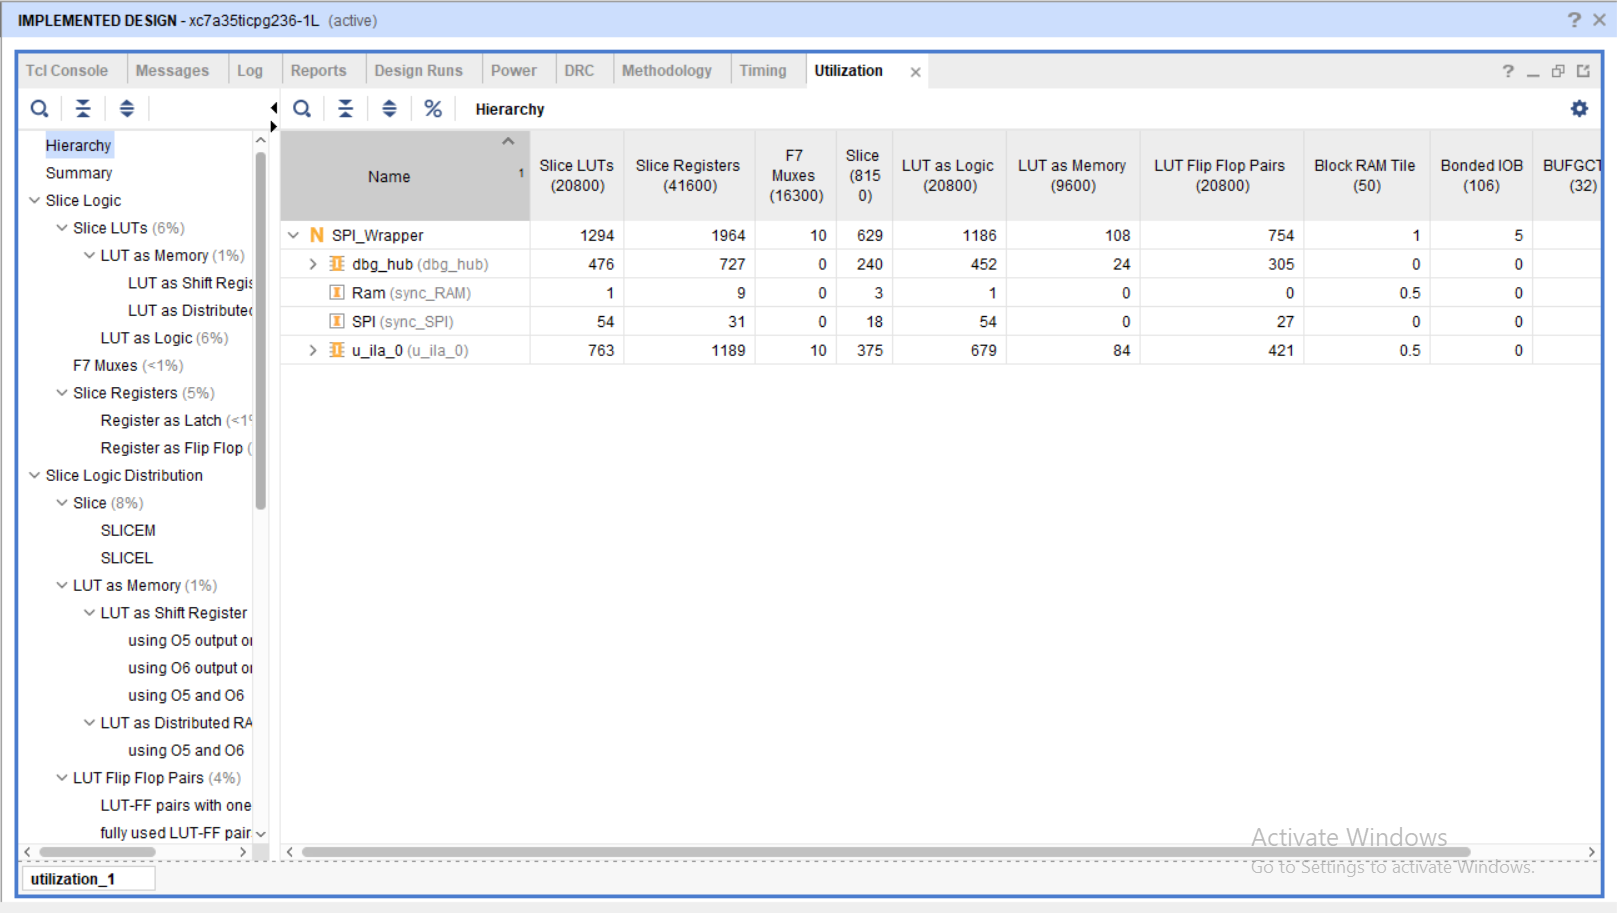 IMPLEMENTED DESIGN - xc7a35ticpg236-1L (active)
Tcl Console Messages Log Reports Design Runs Power DRC Methodology Timing Utilization
Hierarchy
Hierarchy
Summary
Slice Logic
Slice LUTs (6%)
LUT as Memory (1%)
LUT as Shift Regis
LUT as Distributed
LUT as Logic (6%)
F7 Muxes (<1%)
Slice Registers (5%)
Register as Latch (<1%
Register as Flip Flop (
Slice Logic Distribution
Slice (8%)
SLICEM
SLICEL
LUT as Memory (1%)
LUT as Shift Register
using O5 output on
using O6 output on
using O5 and O6
LUT as Distributed RA
using O5 and O6
LUT Flip Flop Pairs (4%)
LUT-FF pairs with one
fully used LUT-FF pair
utilization_1
Name 1 Slice LUTs (20800) Slice Registers (41600) F7 Muxes (16300) Slice (815 0) LUT as Logic (20800) LUT as Memory (9600) LUT Flip Flop Pairs (20800) Block RAM Tile (50) Bonded IOB (106) BUFGCT (32)
N SPI_Wrapper 1294 1964 10 629 1186 108 754 1 5
dbg_hub (dbg_hub) 476 727 0 240 452 24 305 0 0
Ram (sync_RAM) 1 9 0 3 1 0 0 0.5 0
SPI (sync_SPI) 54 31 0 18 54 0 27 0 0
u_ila_0 (u_ila_0) 763 1189 10 375 679 84 421 0.5 0
Activate Windows
Go to Settings to activate Windows.